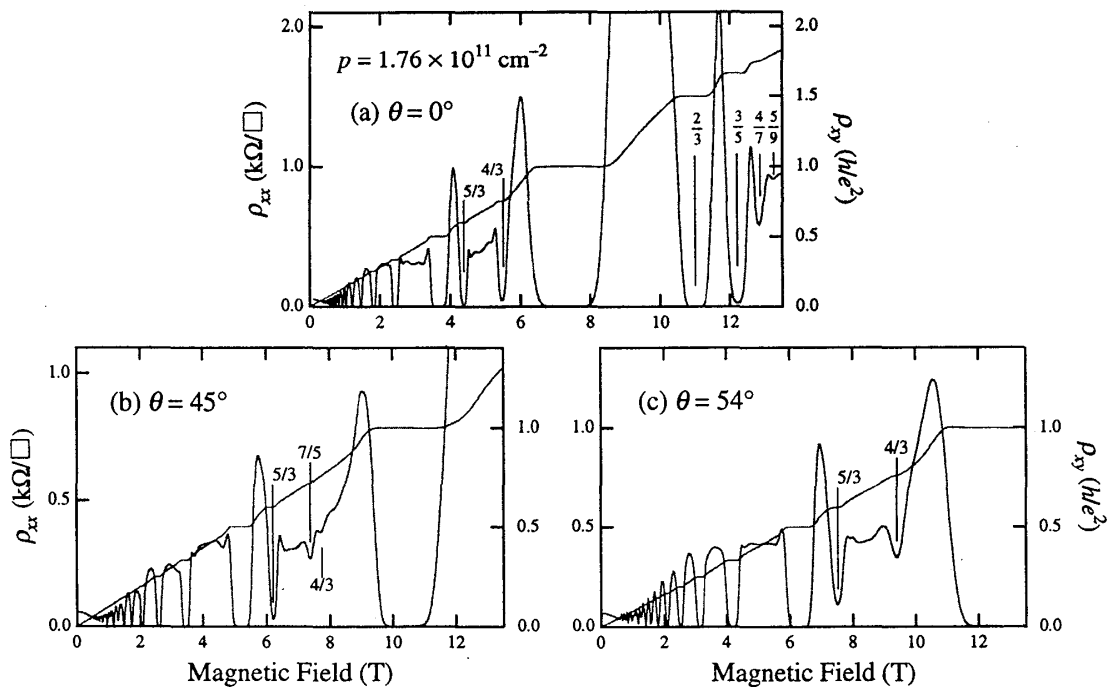 2.0
1.0
0.0
ρxx (kΩ/□)
p = 1.76 × 10¹¹ cm⁻²
(a) θ = 0°
5/3
4/3
2/3
3/5
4/7
5/9
2.0
1.5
1.0
0.5
0.0
ρxy (h/e²)
0 2 4 6 8 10 12
1.0
0.5
0.0
ρxx (kΩ/□)
(b) θ = 45°
5/3
7/5
4/3
1.0
0.5
0.0
0 2 4 6 8 10 12
Magnetic Field (T)
1.0
0.5
0.0
(c) θ = 54°
5/3
4/3
1.0
0.5
0.0
ρxy (h/e²)
0 2 4 6 8 10 12
Magnetic Field (T)